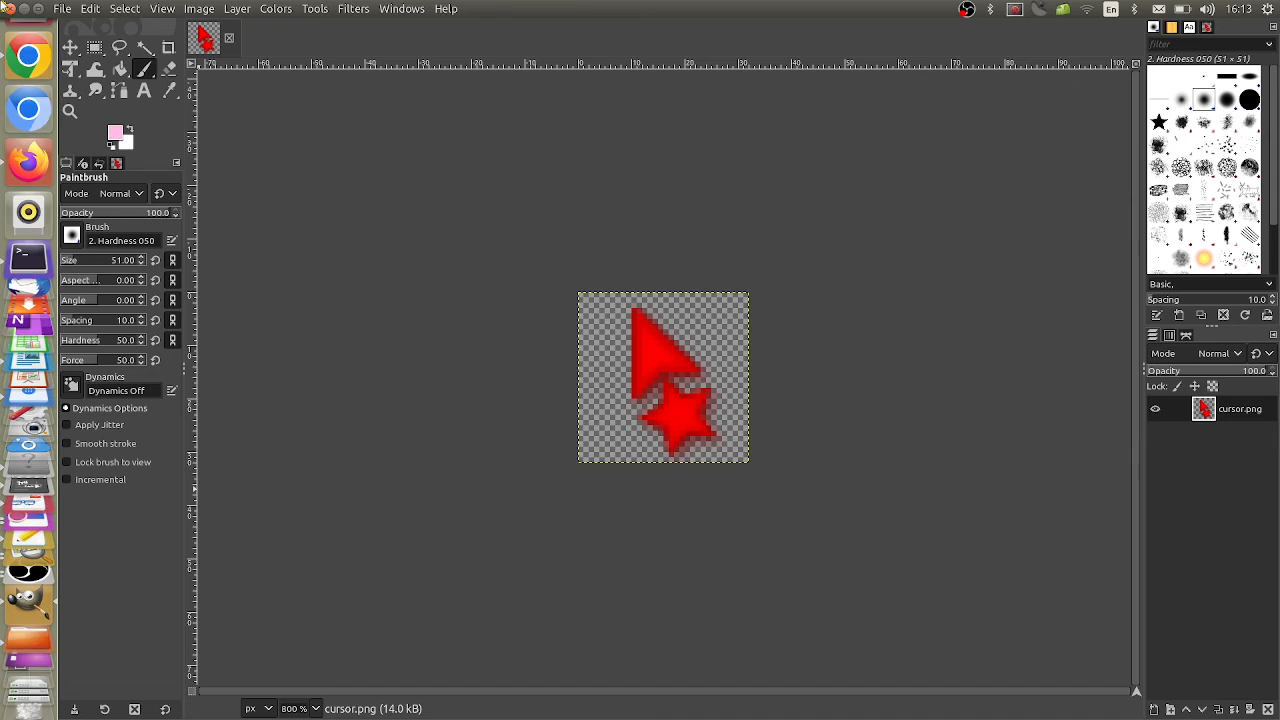 File Edit Select View Image Layer Colors Tools Filters Windows Help
En 16:13
filter
2. Hardness 050 (51 × 51)
Paintbrush
Mode Normal
Opacity 100.0
Brush
2. Hardness 050
Size 51.00
Aspect ... 0.00
Angle 0.00
Spacing 10.0
Hardness 50.0
Force 50.0
Dynamics
Dynamics Off
Dynamics Options
Apply Jitter
Smooth stroke
Lock brush to view
Incremental
Basic,
Spacing 10.0
Mode Normal
Opacity 100.0
Lock:
cursor.png
px 800 % cursor.png (14.0 kB)